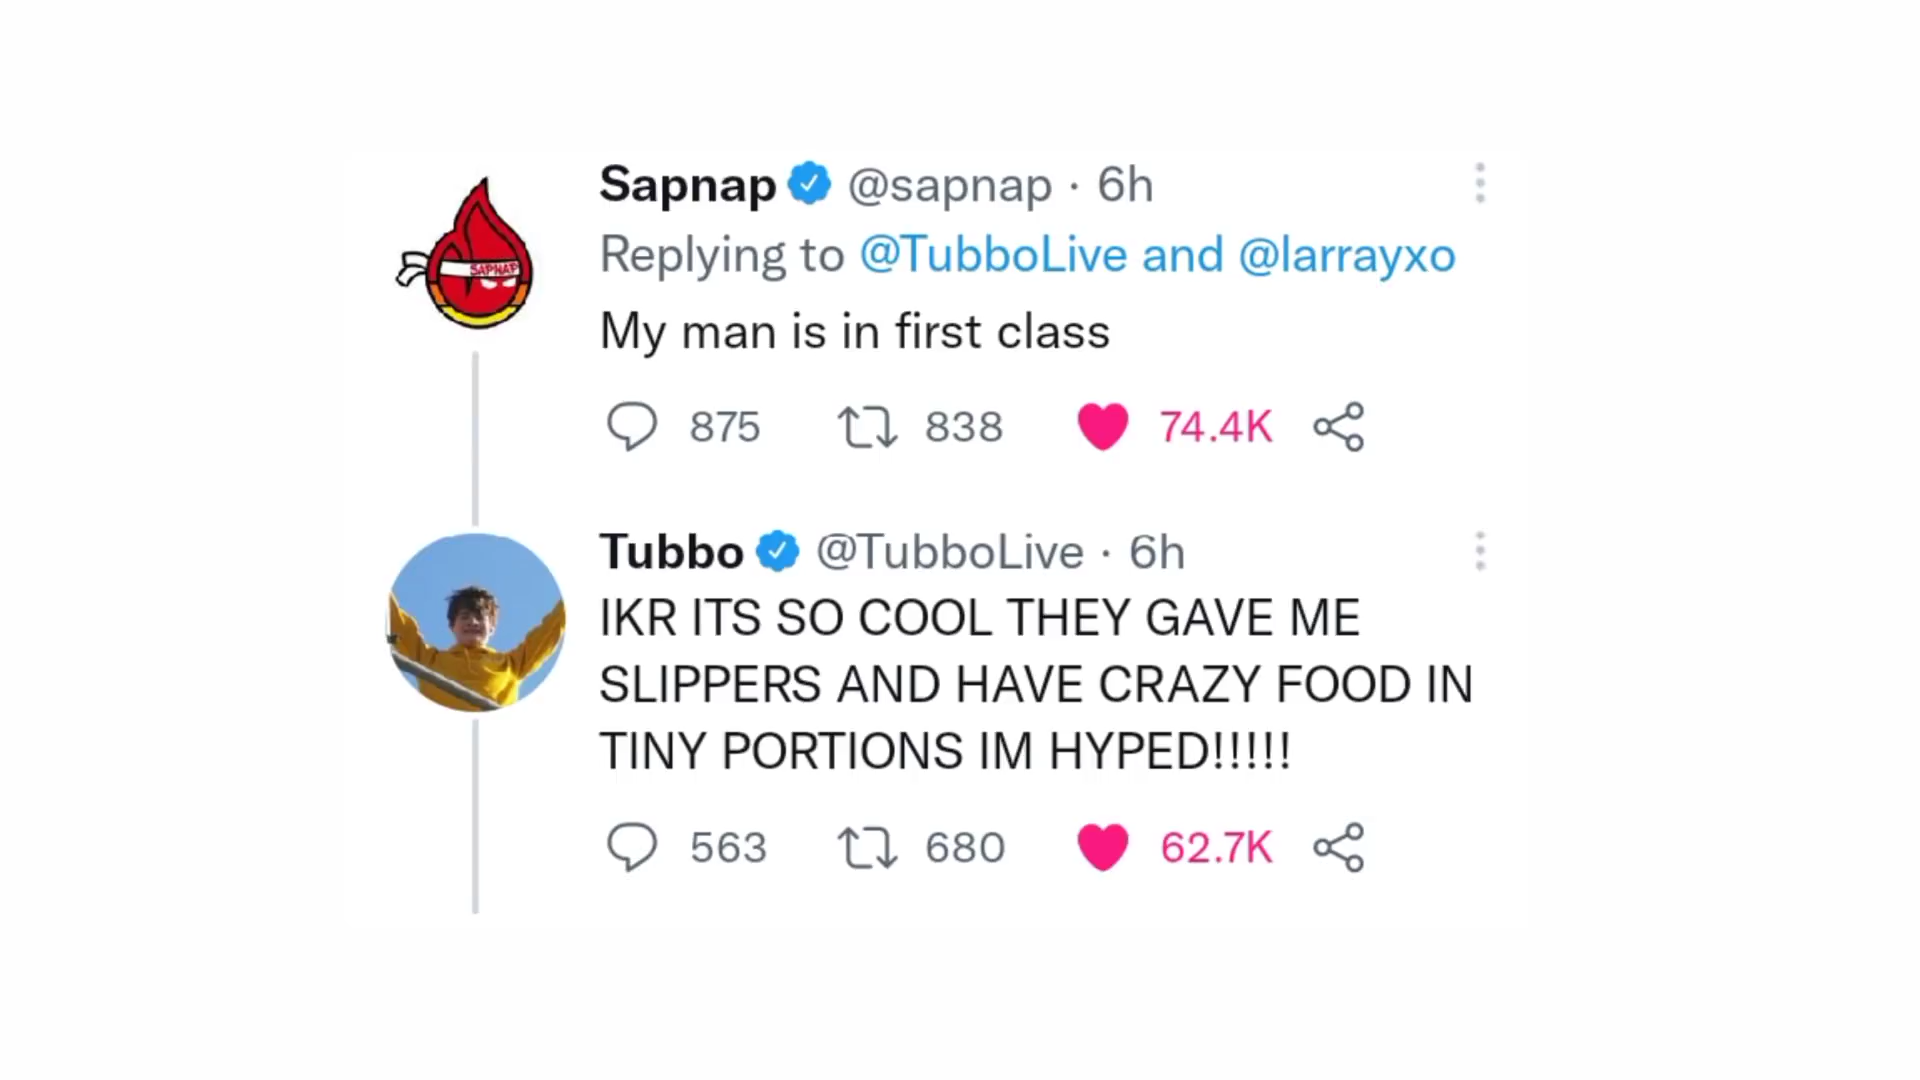 Sapnap @sapnap · 6h
Replying to @TubboLive and @larrayxo
SAPNAP
My man is in first class
875 838 74.4K
Tubbo @TubboLive · 6h
IKR ITS SO COOL THEY GAVE ME
SLIPPERS AND HAVE CRAZY FOOD IN
TINY PORTIONS IM HYPED!!!!!
563 680 62.7K